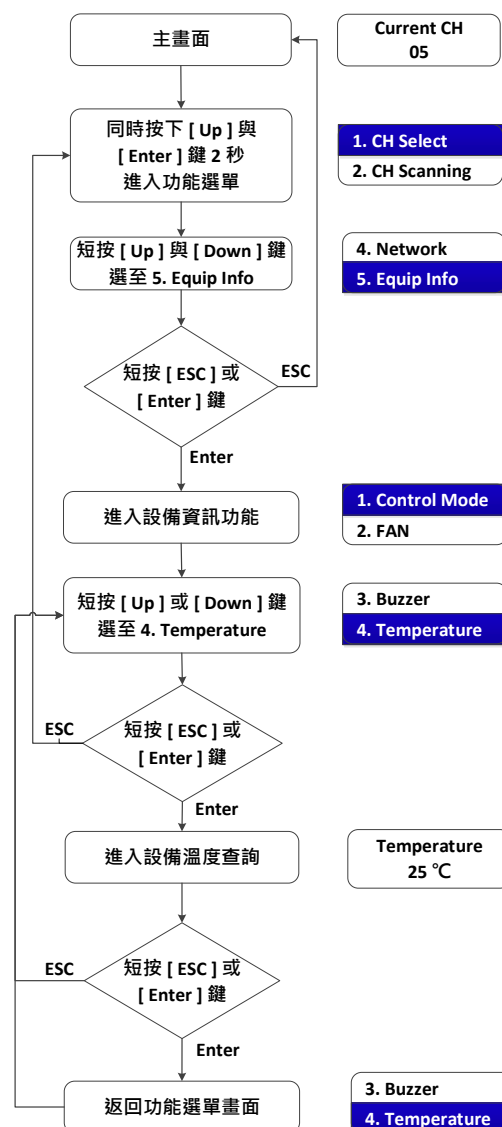 主畫面
Current CH
05
同時按下 [ Up ] 與
[ Enter ] 鍵 2 秒
進入功能選單
1. CH Select
2. CH Scanning
短按 [ Up ] 與 [ Down ] 鍵
選至 5. Equip Info
4. Network
5. Equip Info
短按 [ ESC ] 或
[ Enter ] 鍵
ESC
Enter
進入設備資訊功能
1. Control Mode
2. FAN
短按 [ Up ] 或 [ Down ] 鍵
選至 4. Temperature
3. Buzzer
4. Temperature
ESC
短按 [ ESC ] 或
[ Enter ] 鍵
Enter
進入設備溫度查詢
Temperature
25 ℃
ESC
短按 [ ESC ] 或
[ Enter ] 鍵
Enter
返回功能選單畫面
3. Buzzer
4. Temperature